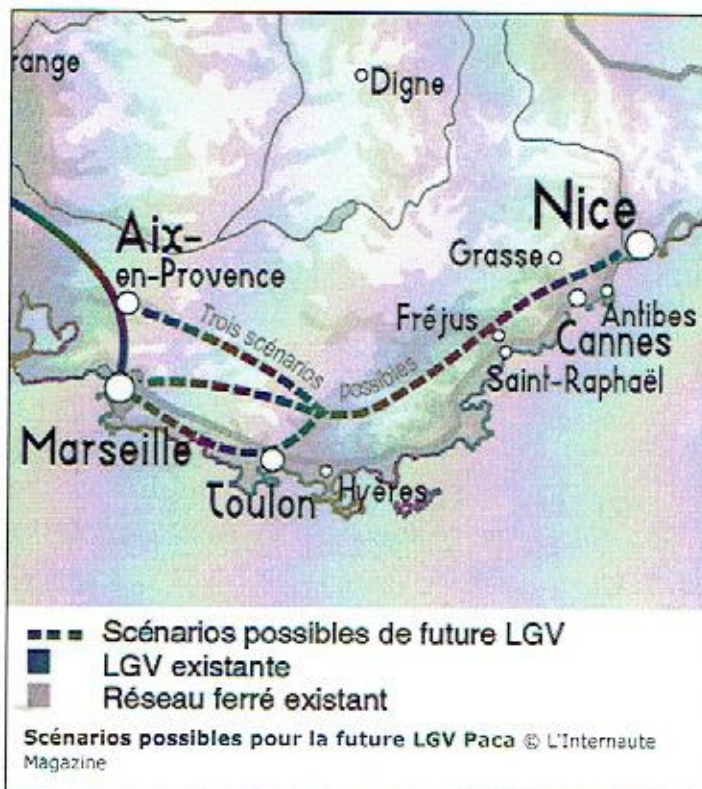 range
Digne
Aix-
en-Provence
Nice
Grasse
Trois scénarios
possibles
Fréjus
Antibes
Cannes
Saint-Raphaël
Marseille
Toulon
Hyères
Scénarios possibles de future LGV
LGV existante
Réseau ferré existant
Scénarios possibles pour la future LGV Paca © L'Internaute
Magazine